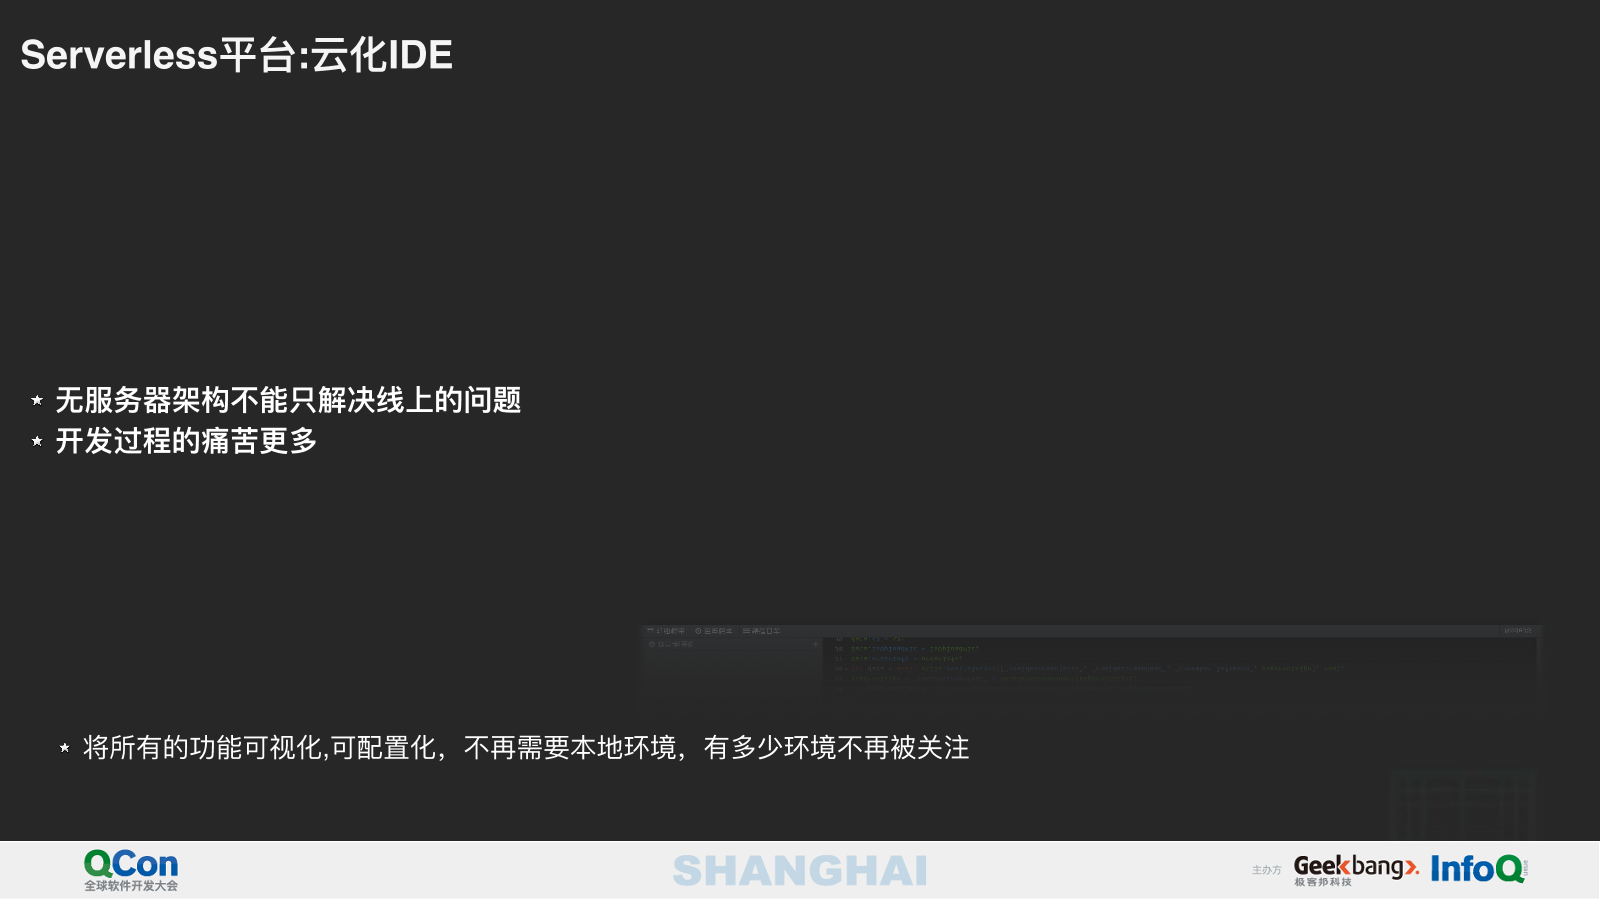 Serverless平台:云化IDE
无服务器架构不能只解决线上的问题
开发过程的痛苦更多
将所有的功能可视化,可配置化，不再需要本地环境，有多少环境不再被关注
QCon
全球软件开发大会
SHANGHAI
主办方
Geekbang>.
极客邦科技
InfoQ